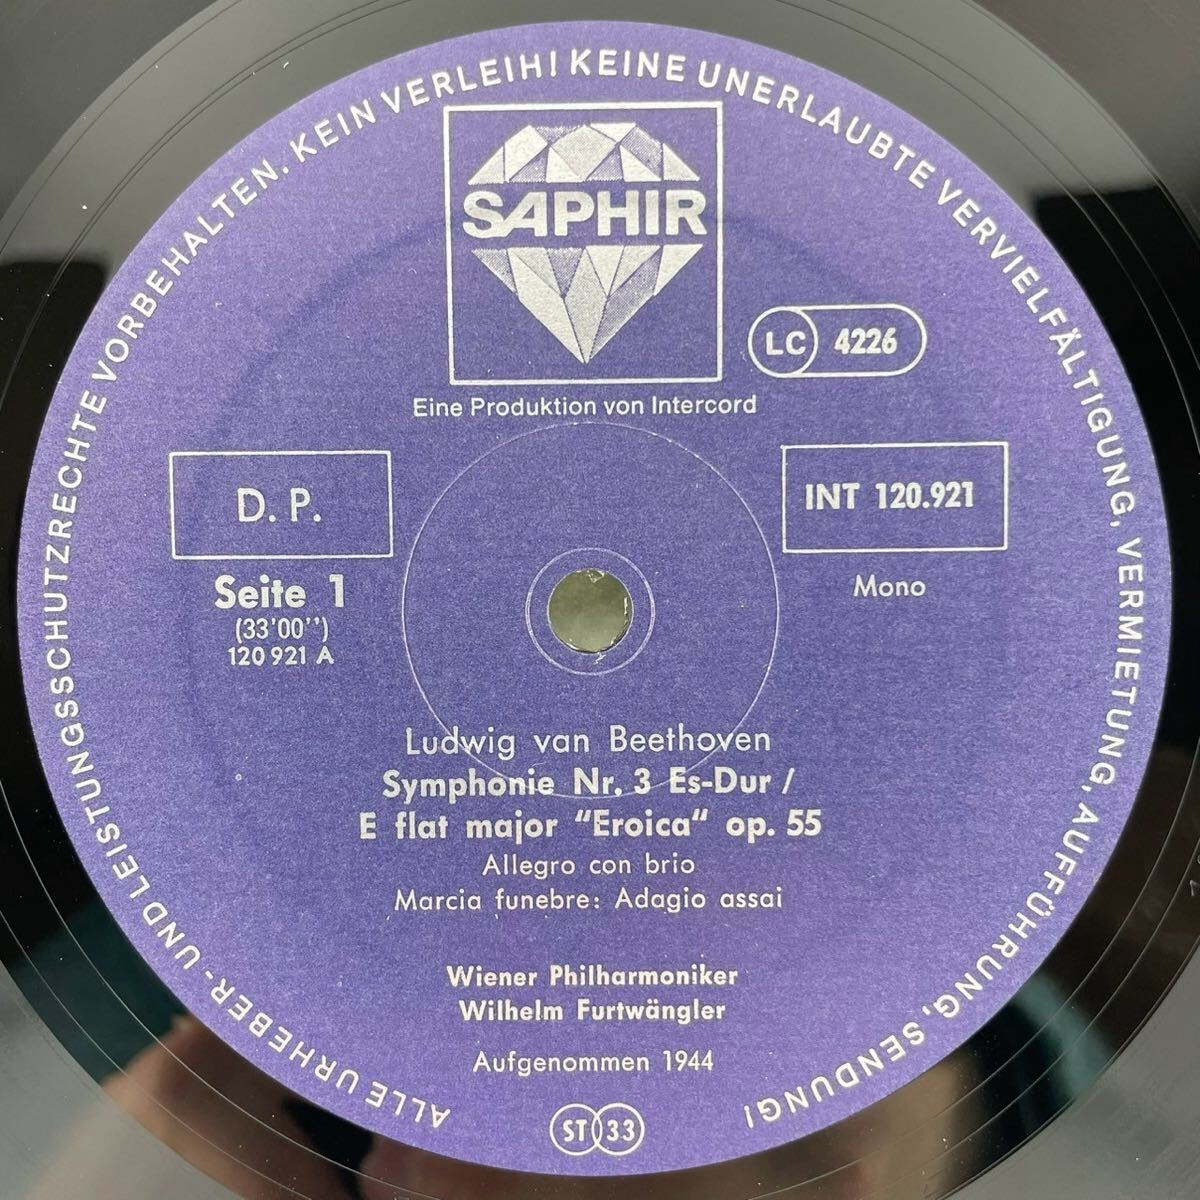 ALLE URHEBER- UND LEISTUNGSSCHUTZRECHTE VORBEHALTEN. KEIN VERLEIH! KEINE UNERLAUBTE VERVIELFÄLTIGUNG, VERMIETUNG, AUFFÜHRUNG, SENDUNG!
SAPHIR
LC 4226
Eine Produktion von Intercord
D. P.
INT 120.921
Seite 1
Mono
(33'00'')
120 921 A
Ludwig van Beethoven
Symphonie Nr. 3 Es-Dur /
E flat major “Eroica“ op. 55
Allegro con brio
Marcia funebre: Adagio assai
Wiener Philharmoniker
Wilhelm Furtwängler
Aufgenommen 1944
ST 33